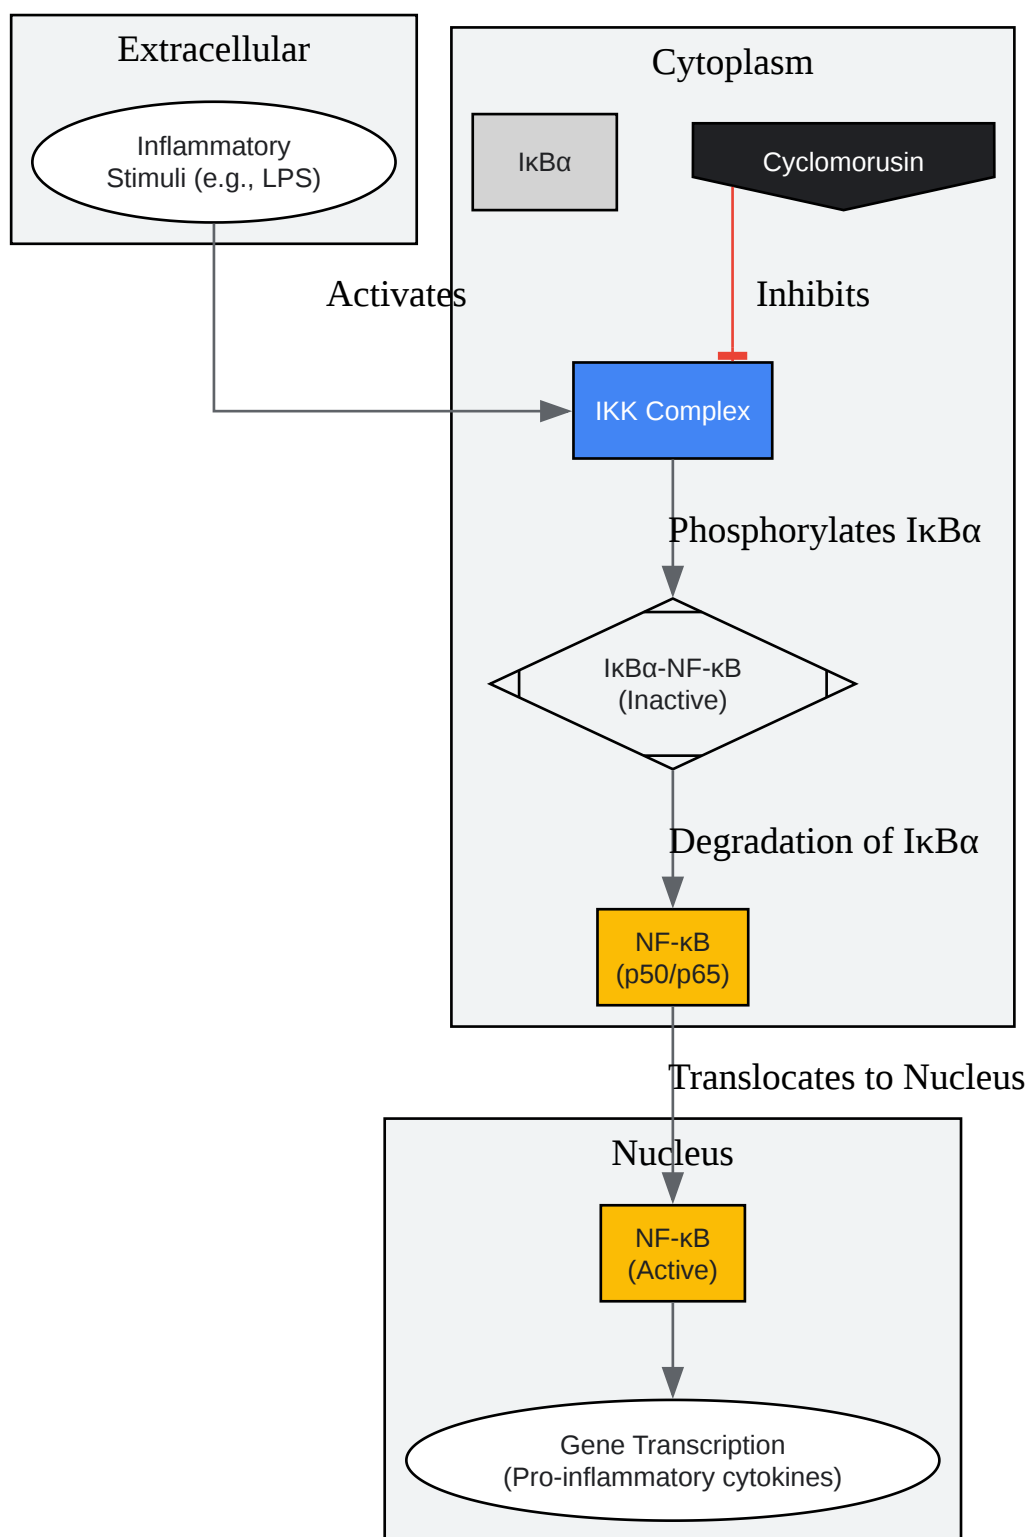 Extracellular
Inflammatory
Stimuli (e.g., LPS)
Cytoplasm
IκBα
Cyclomorusin
Activates
Inhibits
IKK Complex
Phosphorylates IκBα
IκBα-NF-κB
(Inactive)
Degradation of IκBα
NF-κB
(p50/p65)
Translocates to Nucleus
Nucleus
NF-κB
(Active)
Gene Transcription
(Pro-inflammatory cytokines)